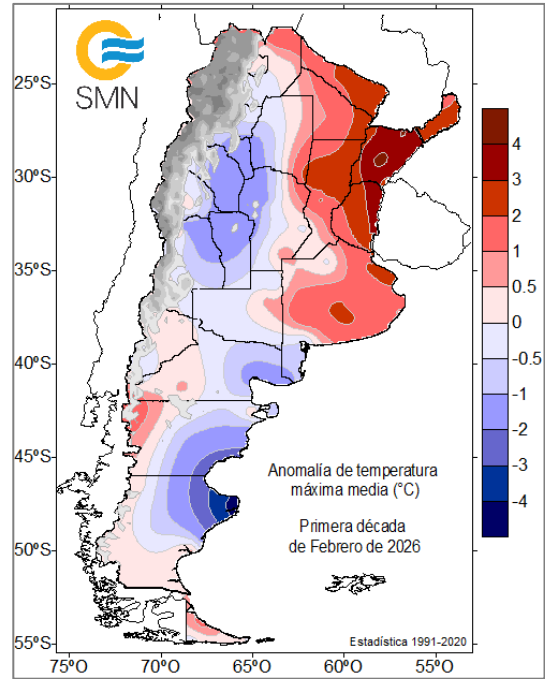 SMN
25ºS
30ºS
35ºS
40ºS
45ºS
50ºS
55ºS
75ºO
70ºO
65ºO
60ºO
55ºO
4
3
2
1
0.5
0
-0.5
-1
-2
-3
-4
Anomalía de temperatura
máxima media (°C)
Primera década
de Febrero de 2026
Estadística 1991-2020